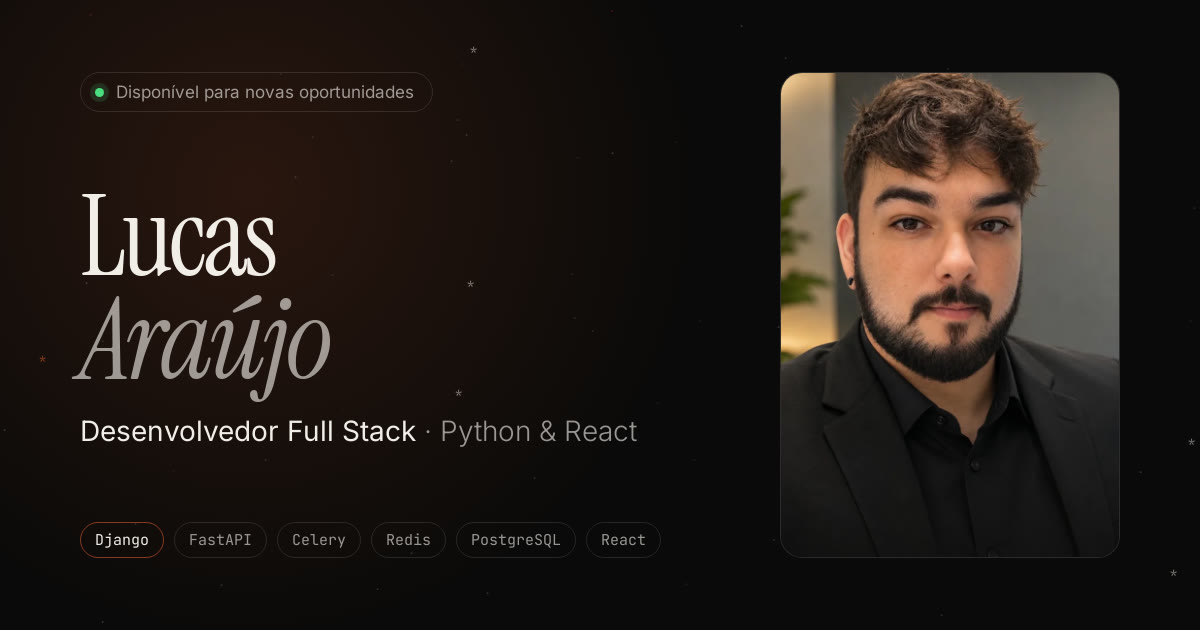 Disponível para novas oportunidades
Lucas
Araújo
Desenvolvedor Full Stack · Python & React
Django FastAPI Celery Redis PostgreSQL React